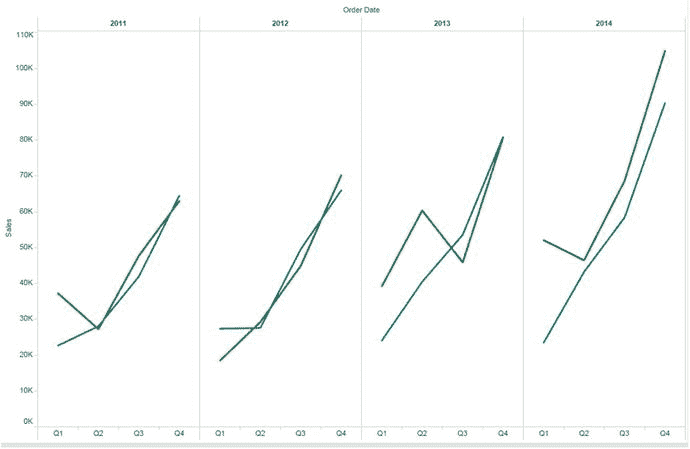 Order Date
2011 2012 2013 2014
110K
100K
90K
80K
70K
60K
Sales
50K
40K
30K
20K
10K
0K
Q1 Q2 Q3 Q4 Q1 Q2 Q3 Q4 Q1 Q2 Q3 Q4 Q1 Q2 Q3 Q4